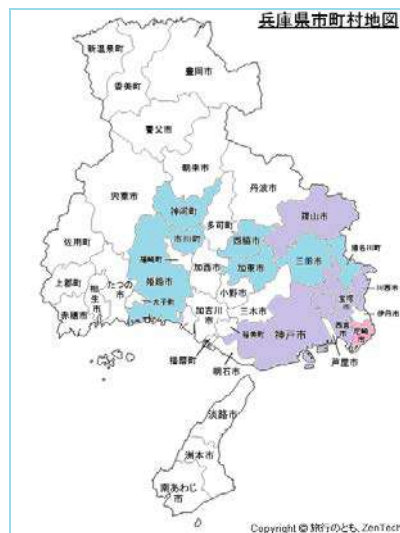 兵庫県市町村地図
新温泉町
香美町
豊岡市
養父市
朝来市
宍粟市
丹波市
神河町
多可町
篠山市
佐用町
市川町
西脇市
猪名川町
福崎町
加西市
加東市
三田市
上郡町
相生市
たつの市
姫路市
川西市
太子町
小野市
宝塚市
伊丹市
赤穂市
加古川市
三木市
稲美町
神戸市
西宮市
尼崎市
播磨町
芦屋市
明石市
淡路市
洲本市
南あわじ市
Copyright © 旅行のとも、ZenTech